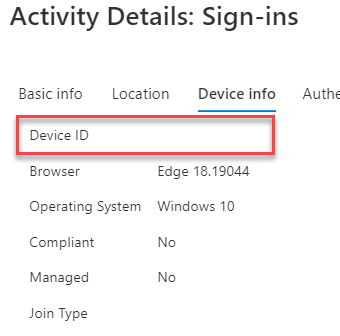 Activity Details: Sign-ins
Basic info Location Device info Authe
Device ID
Browser Edge 18.19044
Operating System Windows 10
Compliant No
Managed No
Join Type